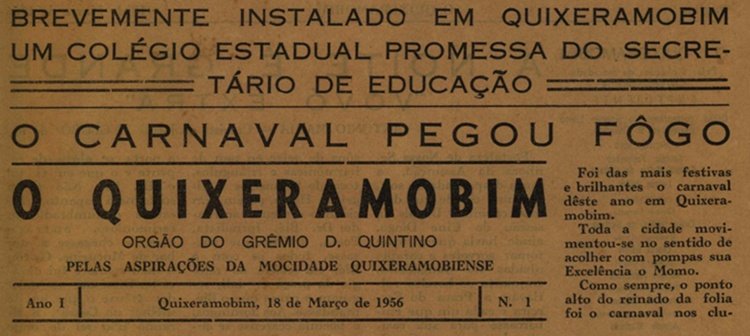 BREVEMENTE INSTALADO EM QUIXERAMOBIM
UM COLÉGIO ESTADUAL PROMESSA DO SECRE-
TÁRIO DE EDUCAÇÃO
O CARNAVAL PEGOU FÔGO
O QUIXERAMOBIM
ORGÃO DO GRÊMIO D. QUINTINO
PELAS ASPIRAÇÕES DA MOCIDADE QUIXERAMOBIENSE
Ano I Quixeramobim, 18 de Março de 1956 N. 1
Foi das mais festivas
e brilhantes o carnaval
dêste ano em Quixera-
mobim.
Toda a cidade movi-
mentou-se no sentido de
acolher com pompas sua
Excelência o Momo.
Como sempre, o ponto
alto do reinado da folia
foi o carnaval nos clu-